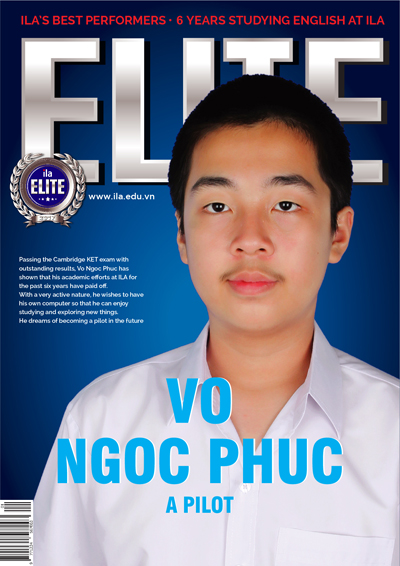 ILA'S BEST PERFORMERS • 6 YEARS STUDYING ENGLISH AT ILA
ELITE
ila
ELITE
www.ila.edu.vn
Passing the Cambridge KET exam with
outstanding results, Vo Ngoc Phuc has
shown that his academic efforts at ILA for
the past six years have paid off.
With a very active nature, he wishes to have
his own computer so that he can enjoy
studying and exploring new things.
He dreams of becoming a pilot in the future
VO
NGOC PHUC
A PILOT